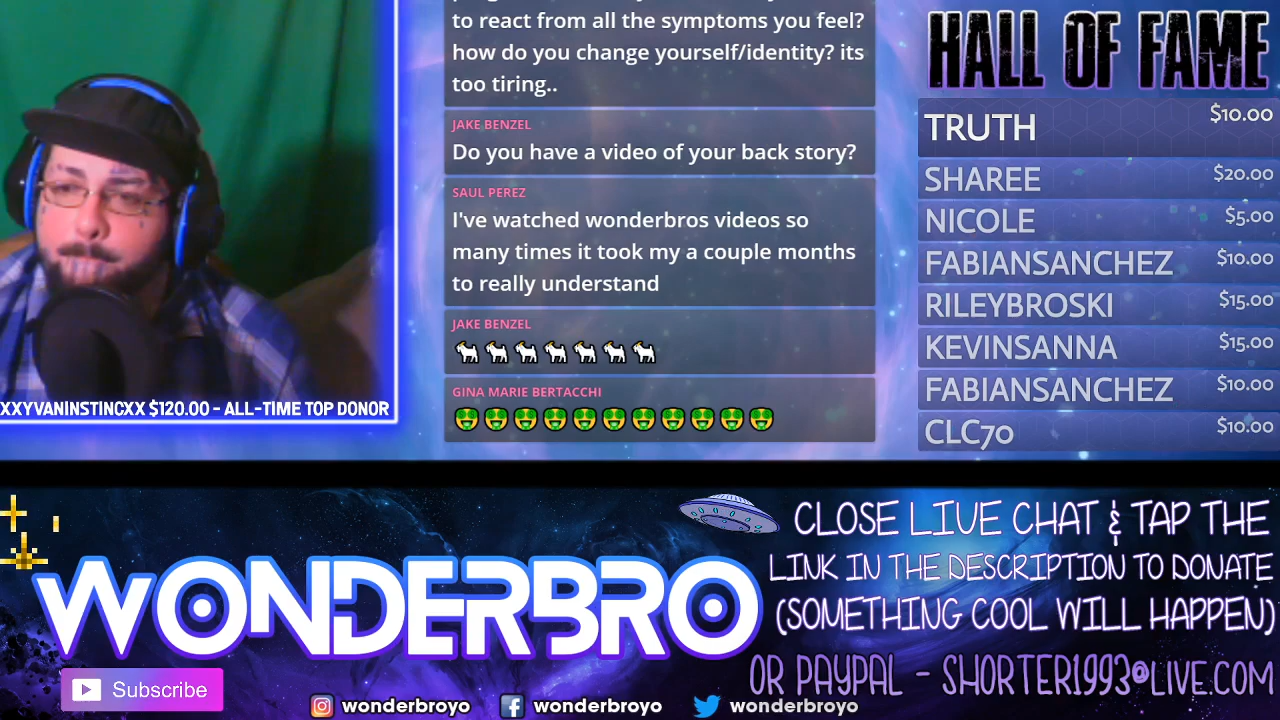 to react from all the symptoms you feel?
how do you change yourself/identity? its
too tiring..
JAKE BENZEL
Do you have a video of your back story?
SAUL PEREZ
I've watched wonderbros videos so
many times it took my a couple months
to really understand
JAKE BENZEL
GINA MARIE BERTACCHI
XXYVANINSTINCXX $120.00 - ALL-TIME TOP DONOR
HALL OF FAME
TRUTH $10.00
SHAREE $20.00
NICOLE $5.00
FABIANSANCHEZ $10.00
RILEYBROSKI $15.00
KEVINSANNA $15.00
FABIANSANCHEZ $10.00
CLC70 $10.00
WONDERBRO
Subscribe
wonderbroyo wonderbroyo wonderbroyo
CLOSE LIVE CHAT & TAP THE
LINK IN THE DESCRIPTION TO DONATE
(SOMETHING COOL WILL HAPPEN)
OR PAYPAL - SHORTER1993@LIVE.COM